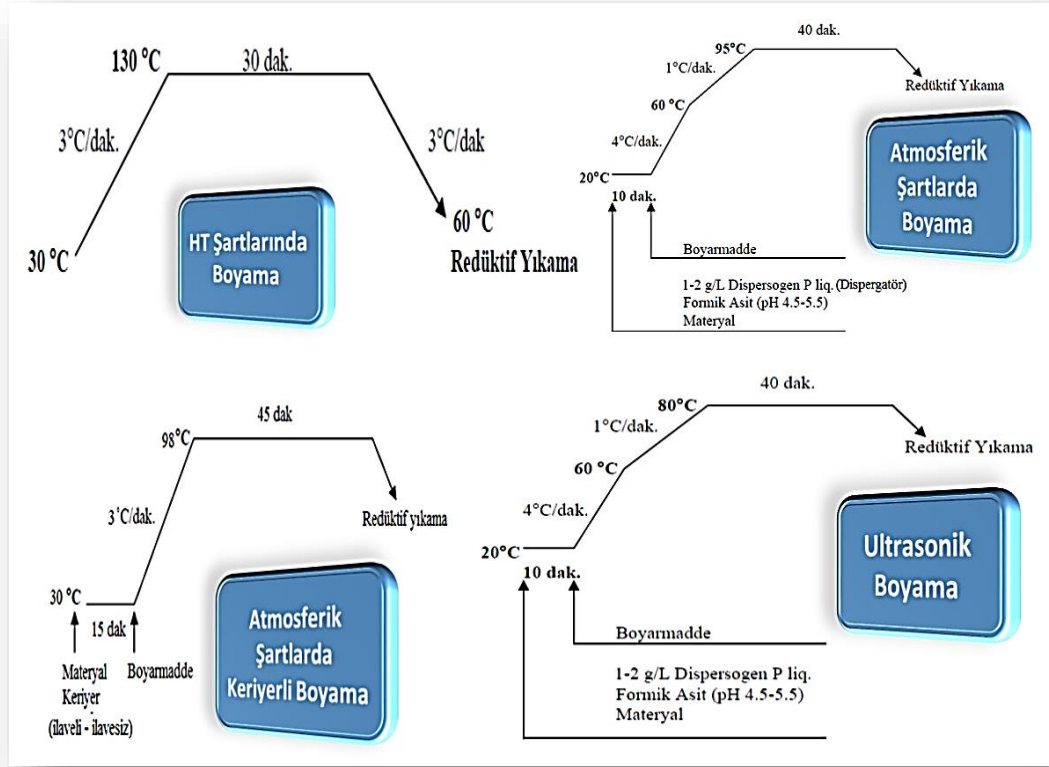 130 °C
30 dak.
3°C/dak.
3°C/dak
30 °C
60 °C
Redüktif Yıkama
HT Şartlarında
Boyama
40 dak.
95°C
1°C/dak.
Redüktif Yıkama
60 °C
4°C/dak.
20°C
10 dak.
Atmosferik
Şartlarda
Boyama
Boyarmadde
1-2 g/L Dispersogen P liq. (Dispergatör)
Formik Asit (pH 4.5-5.5)
Materyal
45 dak
98°C
3°C/dak.
Redüktif yıkama
30 °C
15 dak
Materyal
Keriyer
(ilaveli - ilavesiz)
Boyarmadde
Atmosferik
Şartlarda
Keriyerli Boyama
40 dak.
80°C
1°C/dak.
Redüktif Yıkama
60 °C
4°C/dak.
20°C
10 dak.
Ultrasonik
Boyama
Boyarmadde
1-2 g/L Dispersogen P liq.
Formik Asit (pH 4.5-5.5)
Materyal